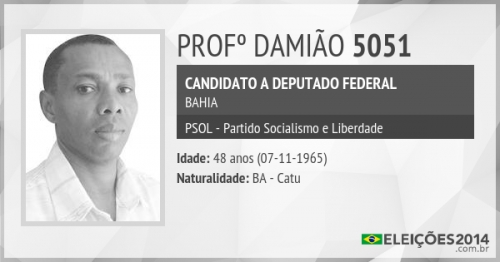 PROFº DAMIÃO 5051
CANDIDATO A DEPUTADO FEDERAL
BAHIA
PSOL - Partido Socialismo e Liberdade
Idade: 48 anos (07-11-1965)
Naturalidade: BA - Catu
ELEIÇÕES2014
.com.br